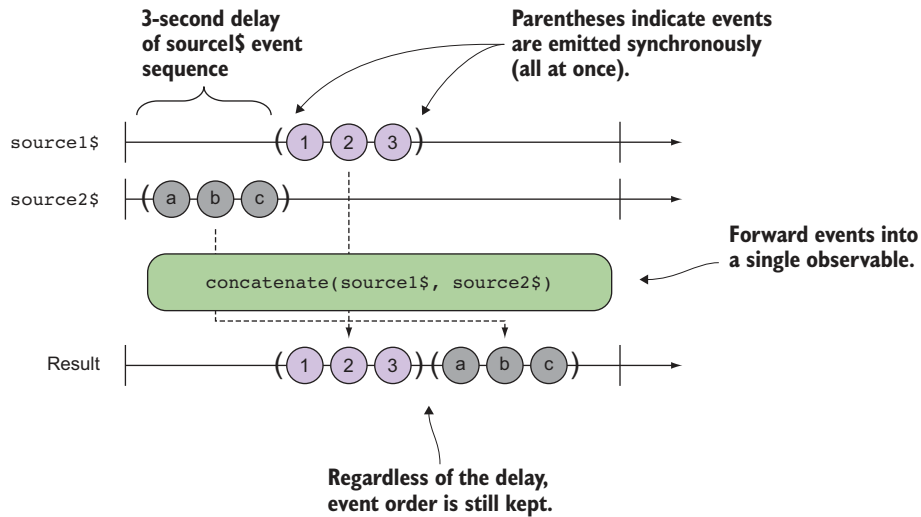 3-second delay
of source1$ event
sequence
Parentheses indicate events
are emitted synchronously
(all at once).
source1$
( 1 2 3 )
source2$
( a b c )
Forward events into
a single observable.
concatenate(source1$, source2$)
Result
( 1 2 3 ) ( a b c )
Regardless of the delay,
event order is still kept.